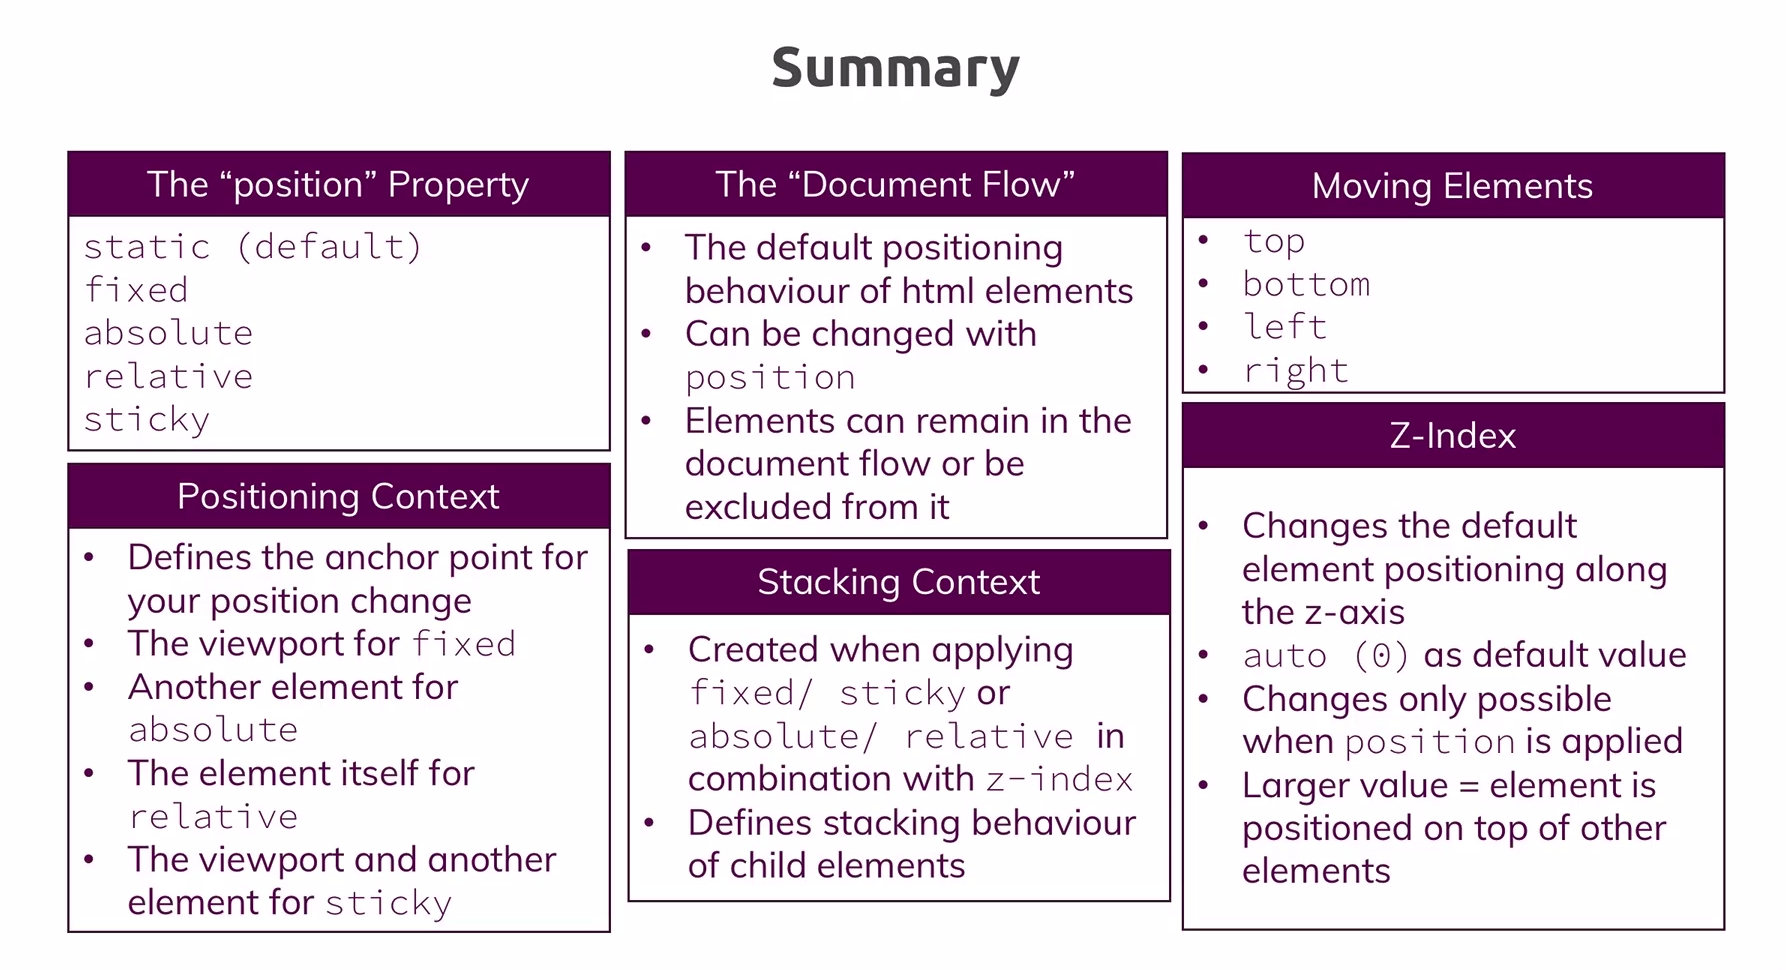 Summary
The “position” Property
static (default)
fixed
absolute
relative
sticky
Positioning Context
• Defines the anchor point for
your position change
• The viewport for fixed
• Another element for
absolute
• The element itself for
relative
• The viewport and another
element for sticky
The “Document Flow”
• The default positioning
behaviour of html elements
• Can be changed with
position
• Elements can remain in the
document flow or be
excluded from it
Stacking Context
• Created when applying
fixed/ sticky or
absolute/ relative in
combination with z-index
• Defines stacking behaviour
of child elements
Moving Elements
• top
• bottom
• left
• right
Z-Index
• Changes the default
element positioning along
the z-axis
• auto (0) as default value
• Changes only possible
when position is applied
• Larger value = element is
positioned on top of other
elements